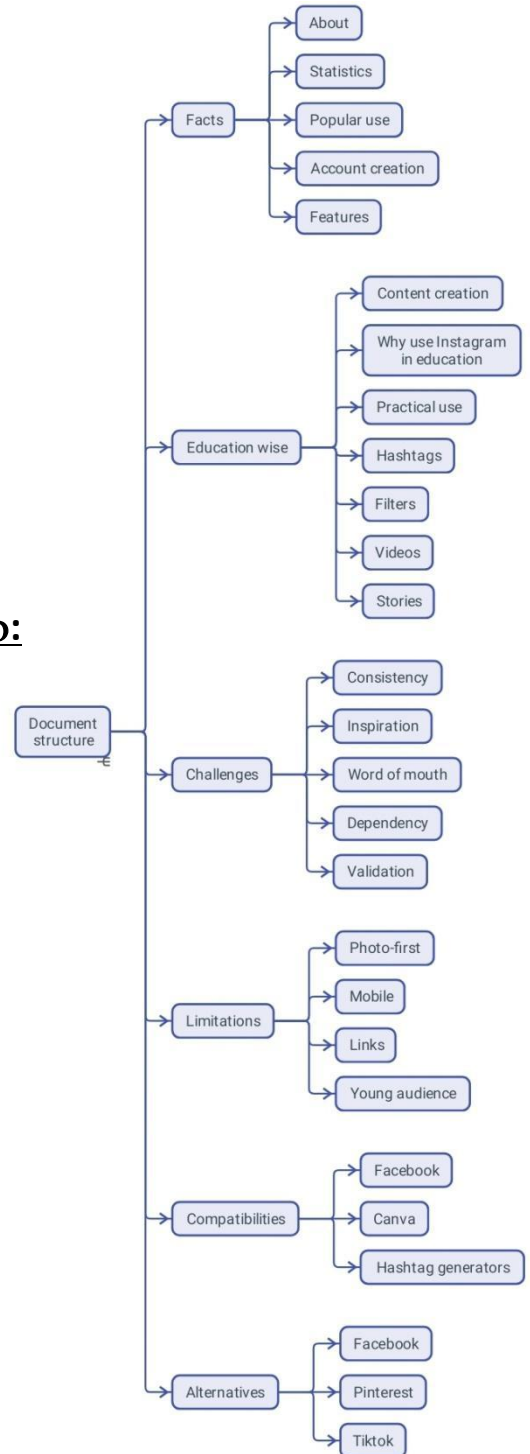 About
Statistics
Facts
Popular use
Account creation
Features
Content creation
Why use Instagram
in education
Practical use
Education wise
Hashtags
Filters
Videos
Stories
Consistency
Document
structure
Inspiration
Challenges
Word of mouth
Dependency
Validation
Photo-first
Mobile
Limitations
Links
Young audience
Facebook
Compatibilities
Canva
Hashtag generators
Facebook
Alternatives
Pinterest
Tiktok